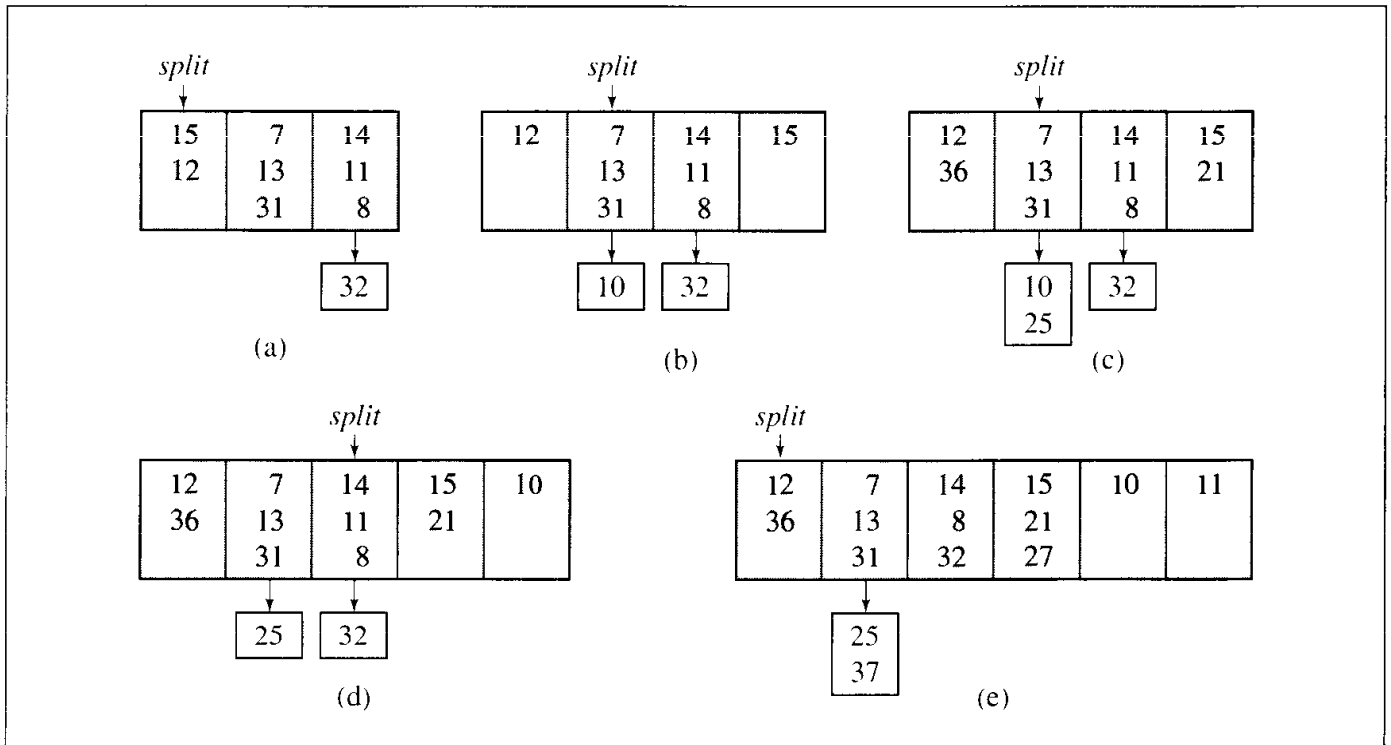 split split split
15 7 14 12 7 14 15 12 7 14 15
12 13 11 13 11 36 13 11 21
31 8 31 8 31 8
32 10 32 10 32
25
(a) (b) (c)
split split
12 7 14 15 10 12 7 14 15 10 11
36 13 11 21 36 13 8 21
31 8 31 32 27
25 32 25
37
(d) (e)